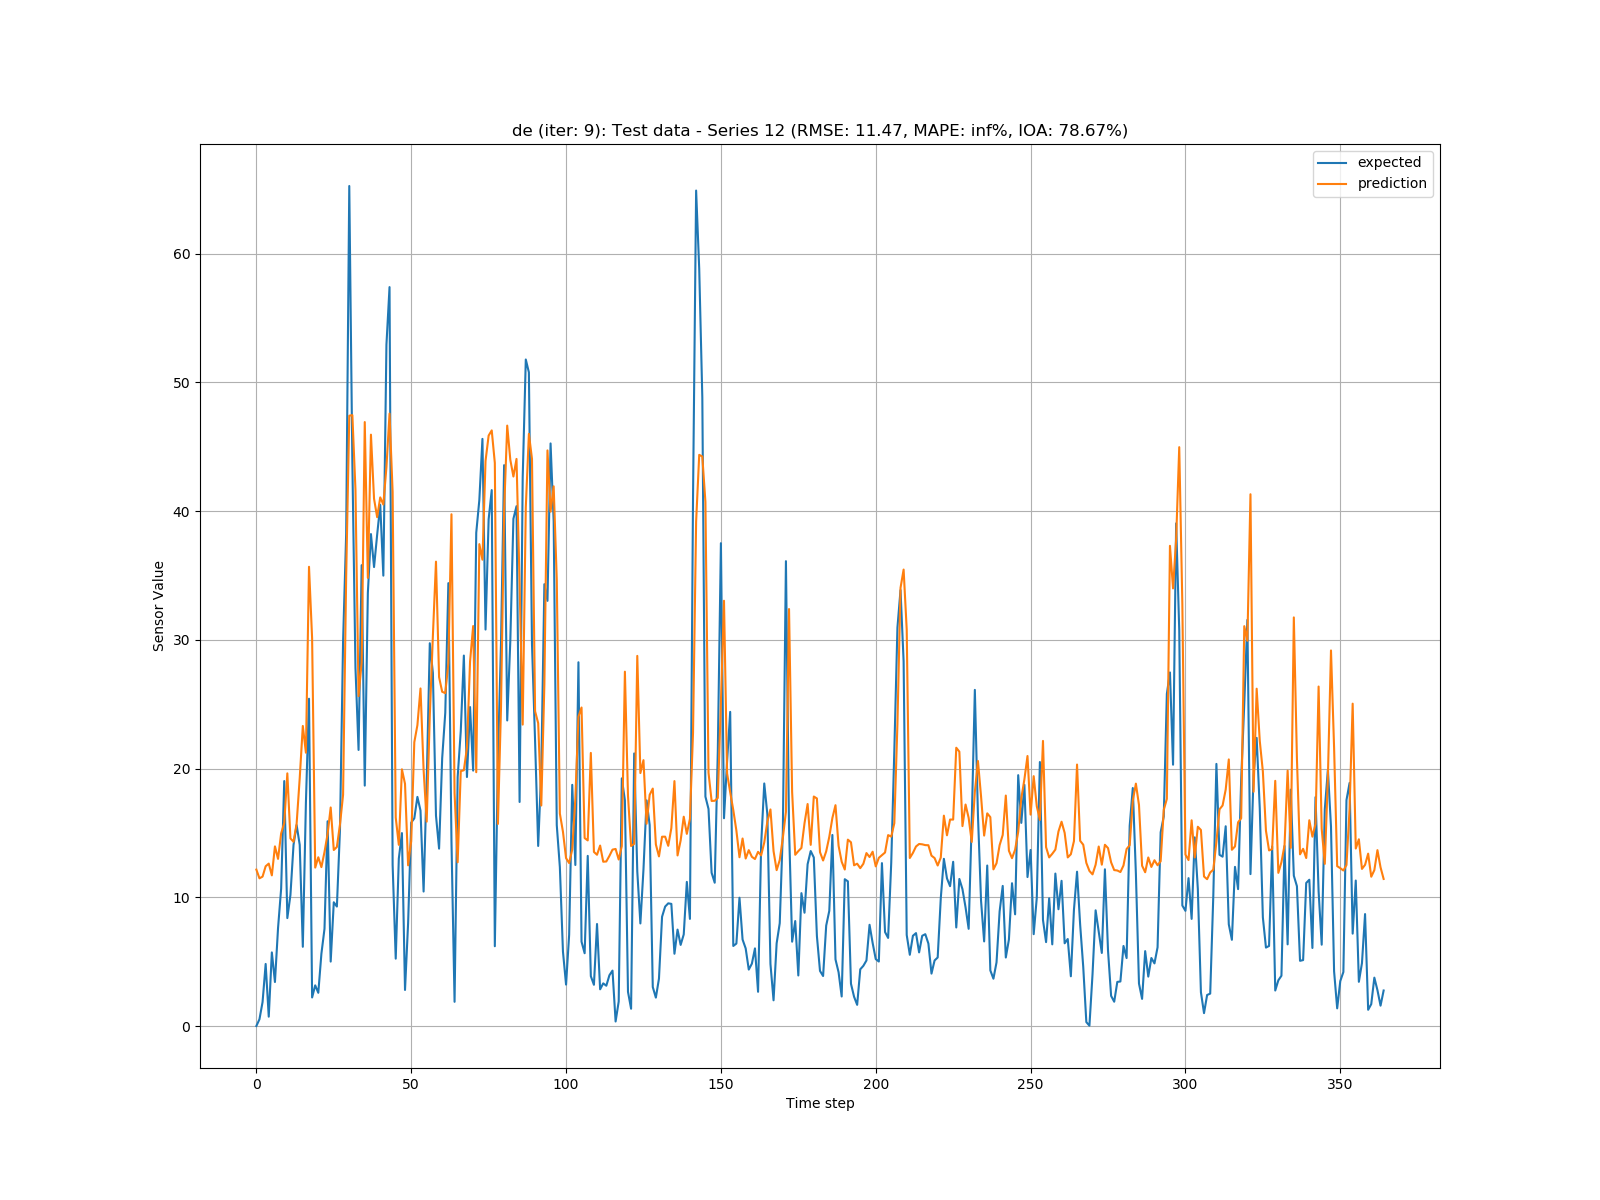 de (iter: 9): Test data - Series 12 (RMSE: 11.47, MAPE: inf%, IOA: 78.67%)
expected
prediction
60
50
40
30
20
10
0
Sensor Value
0 50 100 150 200 250 300 350
Time step